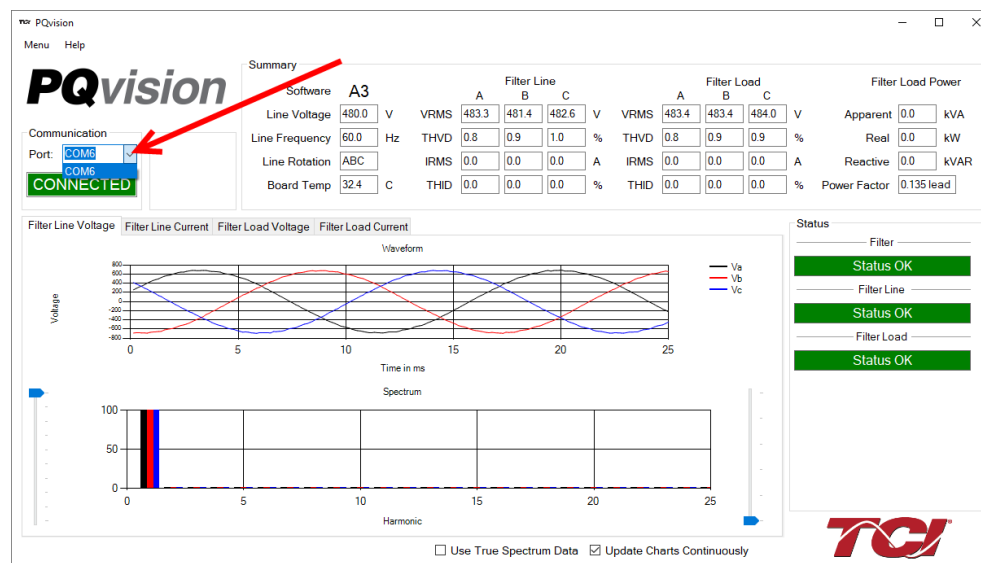 TCI PQvision
Menu Help
PQvision
Communication
Port: COM6
COM6
CONNECTED
Summary
Software A3
Line Voltage 480.0 V
Line Frequency 60.0 Hz
Line Rotation ABC
Board Temp 32.4 C
Filter Line
A B C
VRMS 483.3 481.4 482.6 V
THVD 0.8 0.9 1.0 %
IRMS 0.0 0.0 0.0 A
THID 0.0 0.0 0.0 %
Filter Load
A B C
VRMS 483.4 483.4 484.0 V
THVD 0.8 0.9 0.9 %
IRMS 0.0 0.0 0.0 A
THID 0.0 0.0 0.0 %
Filter Load Power
Apparent 0.0 kVA
Real 0.0 kW
Reactive 0.0 kVAR
Power Factor 0.135 lead
Filter Line Voltage Filter Line Current Filter Load Voltage Filter Load Current
Waveform
Voltage
800
600
400
200
0
-200
-400
-600
-800
0 5 10 15 20 25
Time in ms
Va
Vb
Vc
Spectrum
100
50
0
0 5 10 15 20 25
Harmonic
Use True Spectrum Data Update Charts Continuously
Status
Filter
Status OK
Filter Line
Status OK
Filter Load
Status OK
TCI